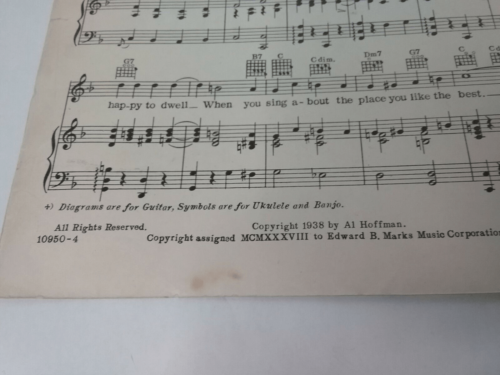 G7 B7 C C dim. Dm7 G7 C
hap-py to dwell_ When you sing a-bout the place you like the best.
+) Diagrams are for Guitar, Symbols are for Ukulele and Banjo.
All Rights Reserved. Copyright 1938 by Al Hoffman.
10950-4 Copyright assigned MCMXXXVIII to Edward B. Marks Music Corporation